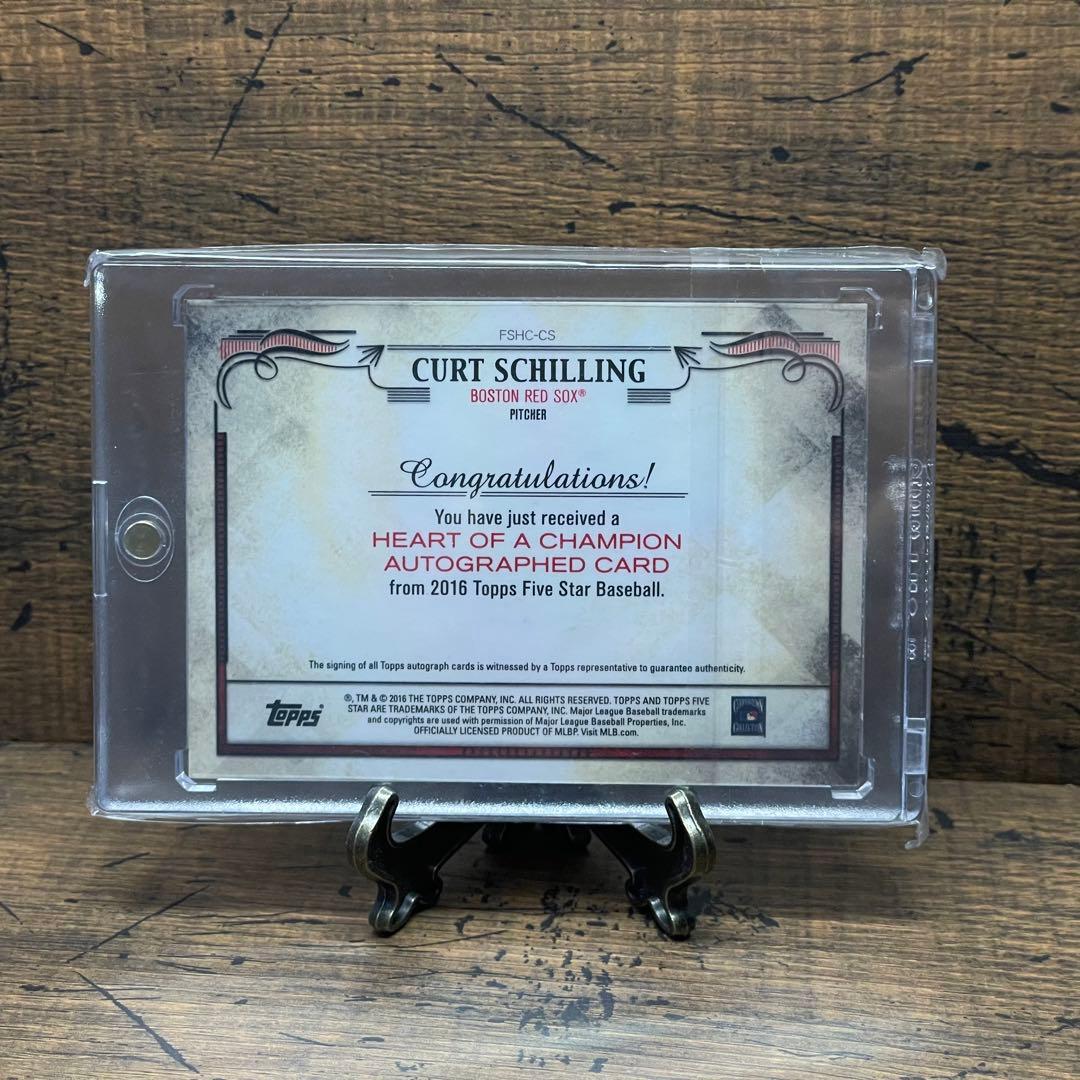 FSHC-CS
CURT SCHILLING
BOSTON RED SOX®
PITCHER
Congratulations!
You have just received a
HEART OF A CHAMPION
AUTOGRAPHED CARD
from 2016 Topps Five Star Baseball.
The signing of all Topps autograph cards is witnessed by a Topps representative to guarantee authenticity.
Topps
®, TM & © 2016 THE TOPPS COMPANY, INC. ALL RIGHTS RESERVED. TOPPS AND TOPPS FIVE
STAR ARE TRADEMARKS OF THE TOPPS COMPANY, INC. Major League Baseball trademarks
and copyrights are used with permission of Major League Baseball Properties, Inc.
OFFICIALLY LICENSED PRODUCT OF MLBP. Visit MLB.com.
COOPERSTOWN
COLLECTION